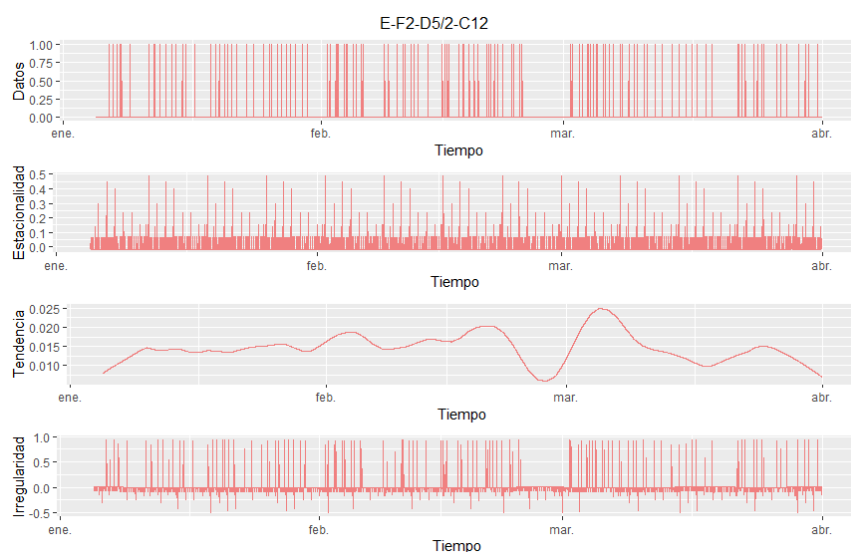 E-F2-D5/2-C12
Datos
1.00
0.75
0.50
0.25
0.00
ene. feb. mar. abr.
Tiempo
Estacionalidad
0.5
0.4
0.3
0.2
0.1
0.0
ene. feb. mar. abr.
Tiempo
Tendencia
0.025
0.020
0.015
0.010
ene. feb. mar. abr.
Tiempo
Irregularidad
1.0
0.5
0.0
-0.5
ene. feb. mar. abr.
Tiempo